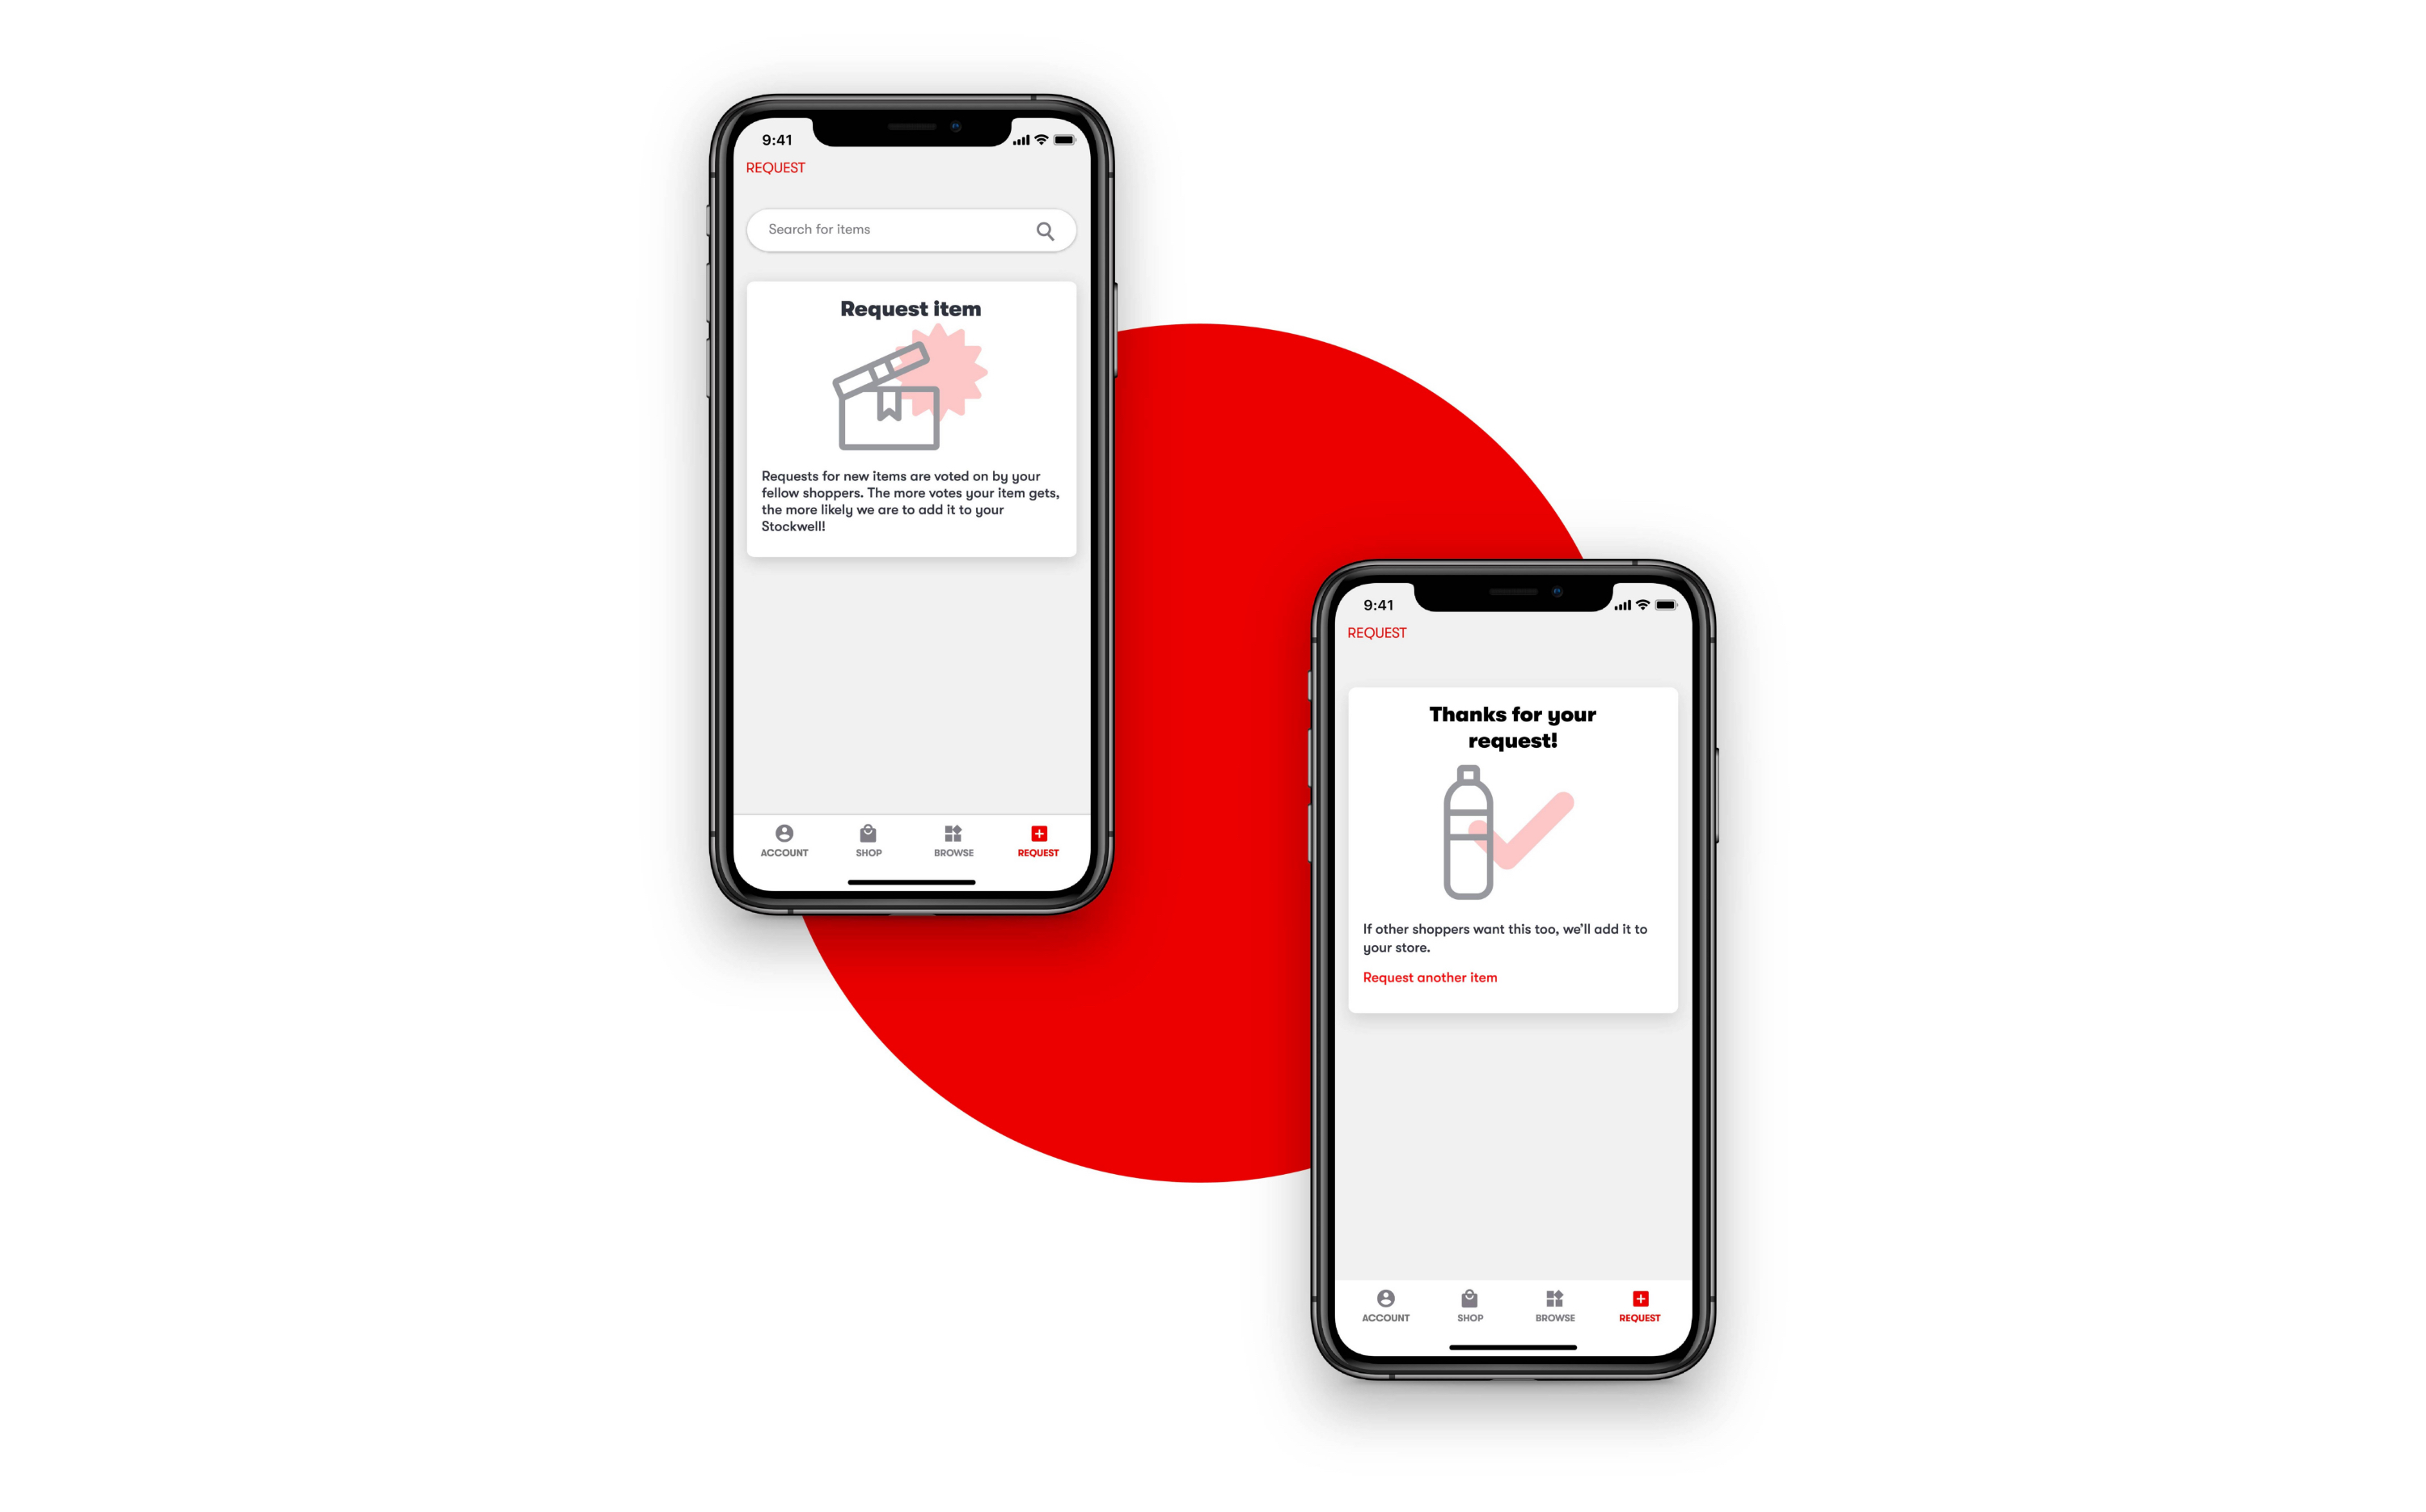 9:41
REQUEST
Search for items
Request item
Requests for new items are voted on by your
fellow shoppers. The more votes your item gets,
the more likely we are to add it to your
Stockwell!
ACCOUNT SHOP BROWSE REQUEST
9:41
REQUEST
Thanks for your
request!
If other shoppers want this too, we'll add it to
your store.
Request another item
ACCOUNT SHOP BROWSE REQUEST